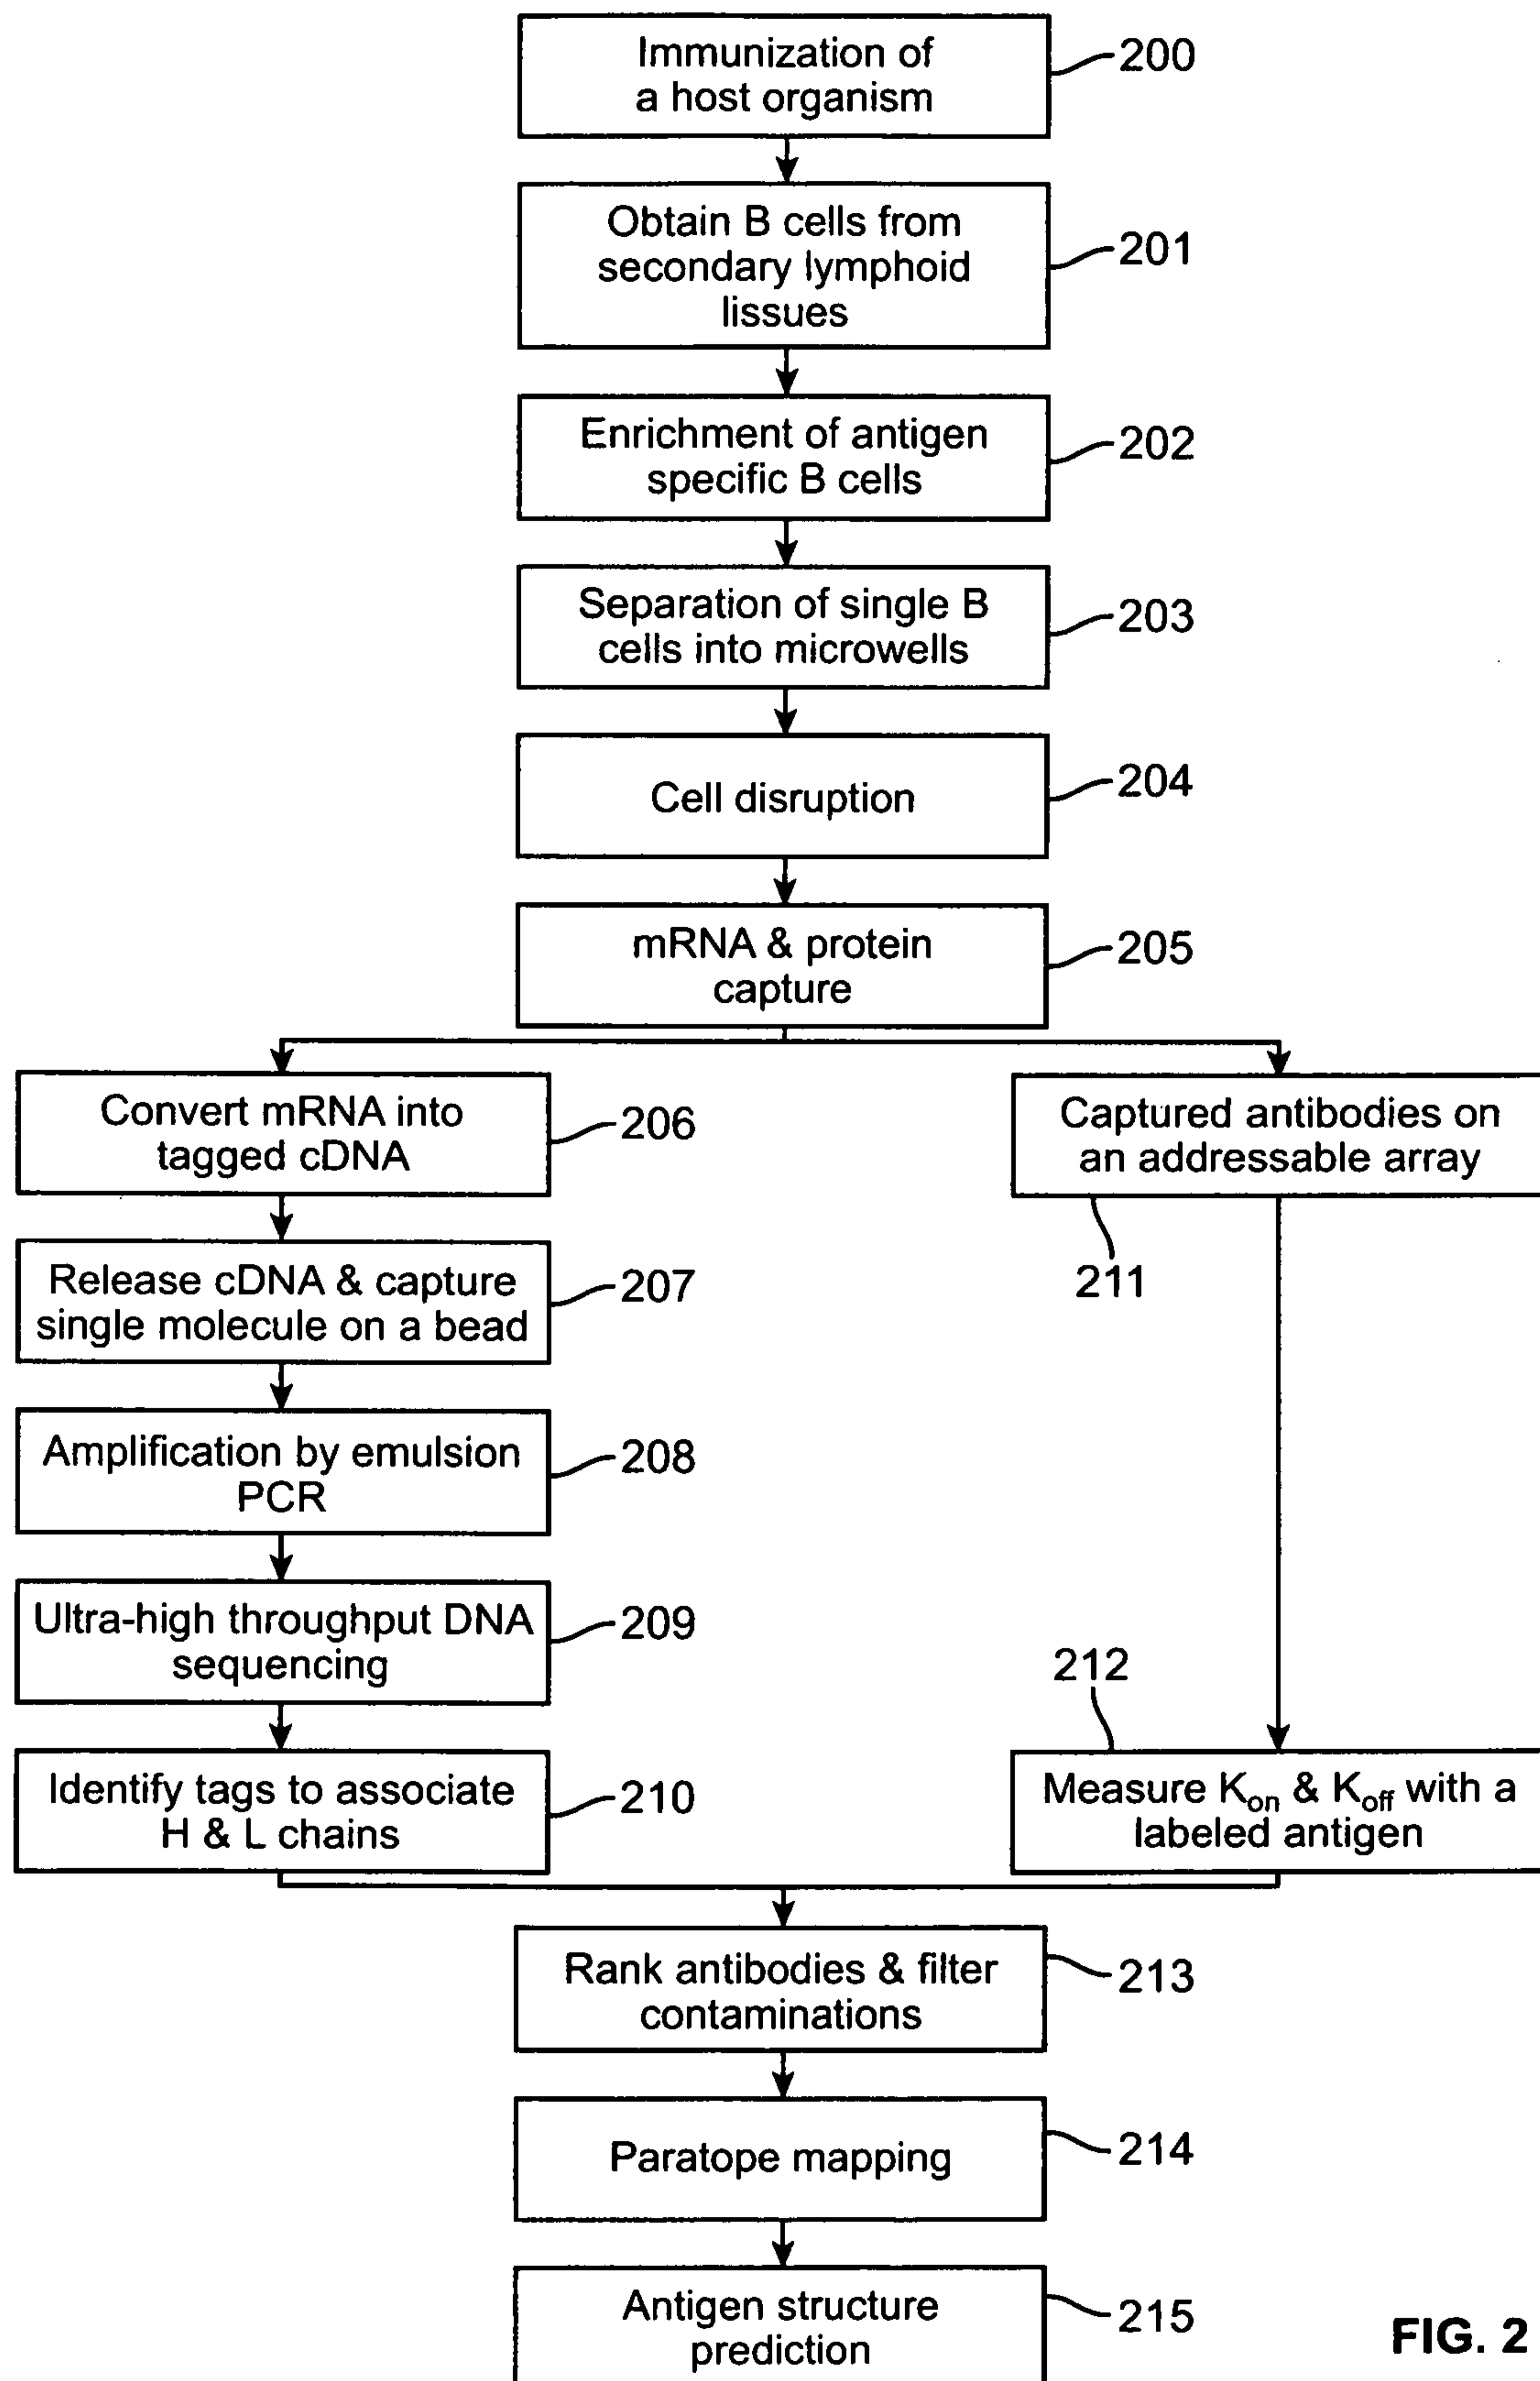 Immunization of
a host organism
200
Obtain B cells from
secondary lymphoid
lissues
201
Enrichment of antigen
specific B cells
202
Separation of single B
cells into microwells
203
Cell disruption
204
mRNA & protein
capture
205
Convert mRNA into
tagged cDNA
206
Captured antibodies on
an addressable array
211
Release cDNA & capture
single molecule on a bead
207
Amplification by emulsion
PCR
208
Ultra-high throughput DNA
sequencing
209
Identify tags to associate
H & L chains
210
212
Measure Kon & Koff with a
labeled antigen
Rank antibodies & filter
contaminations
213
Paratope mapping
214
Antigen structure
prediction
215
FIG. 2